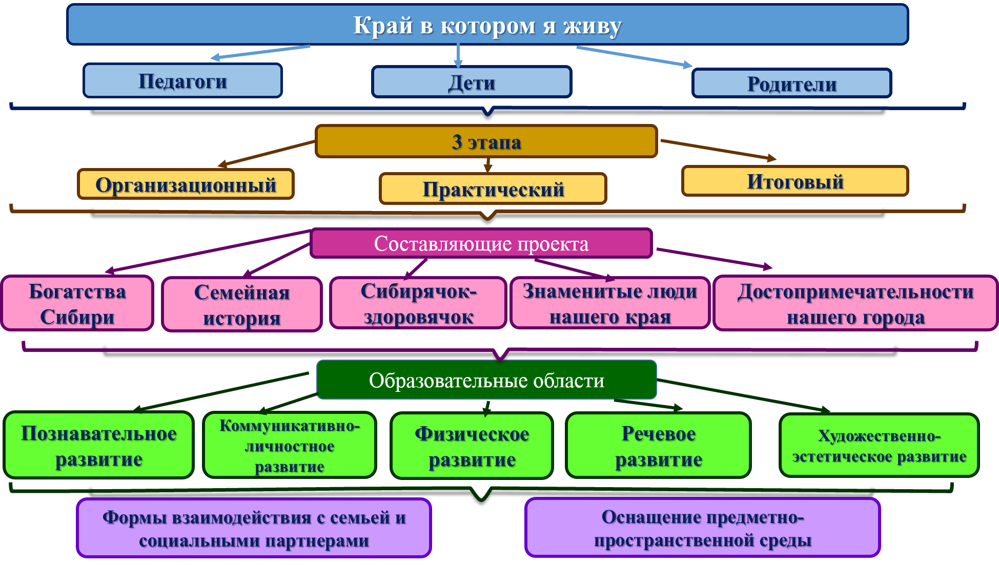 Край в котором я живу
Педагоги
Дети
Родители
3 этапа
Организационный
Практический
Итоговый
Составляющие проекта
Богатства
Сибири
Семейная
история
Сибирячок-
здоровячок
Знаменитые люди
нашего края
Достопримечательности
нашего города
Образовательные области
Познавательное
развитие
Коммуникативно-
личностное
развитие
Физическое
развитие
Речевое
развитие
Художественно-
эстетическое развитие
Формы взаимодействия с семьей и
социальными партнерами
Оснащение предметно-
пространственной среды